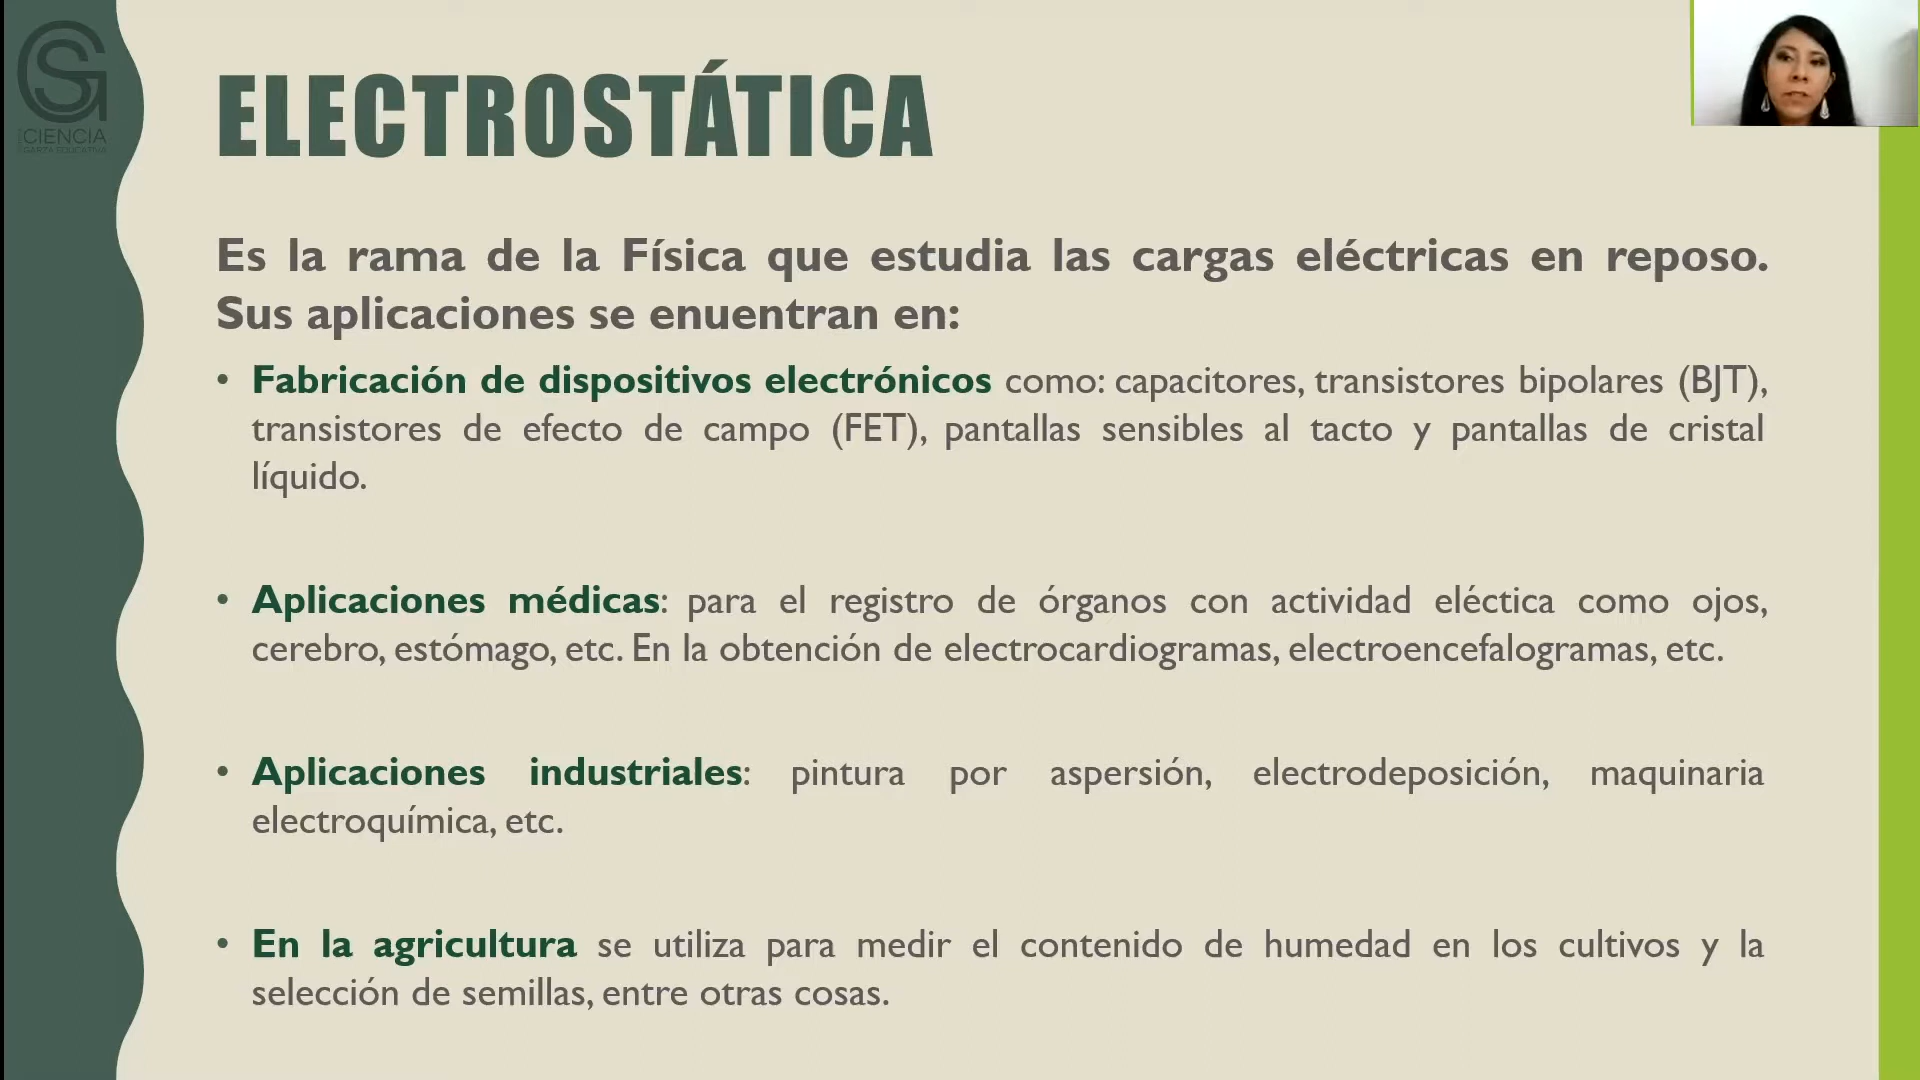 CIENCIA
GARZA EDUCATIVA
ELECTROSTÁTICA
Es la rama de la Física que estudia las cargas eléctricas en reposo.
Sus aplicaciones se enuentran en:
• Fabricación de dispositivos electrónicos como: capacitores, transistores bipolares (BJT),
transistores de efecto de campo (FET), pantallas sensibles al tacto y pantallas de cristal
líquido.
• Aplicaciones médicas: para el registro de órganos con actividad eléctica como ojos,
cerebro, estómago, etc. En la obtención de electrocardiogramas, electroencefalogramas, etc.
• Aplicaciones industriales: pintura por aspersión, electrodeposición, maquinaria
electroquímica, etc.
• En la agricultura se utiliza para medir el contenido de humedad en los cultivos y la
selección de semillas, entre otras cosas.